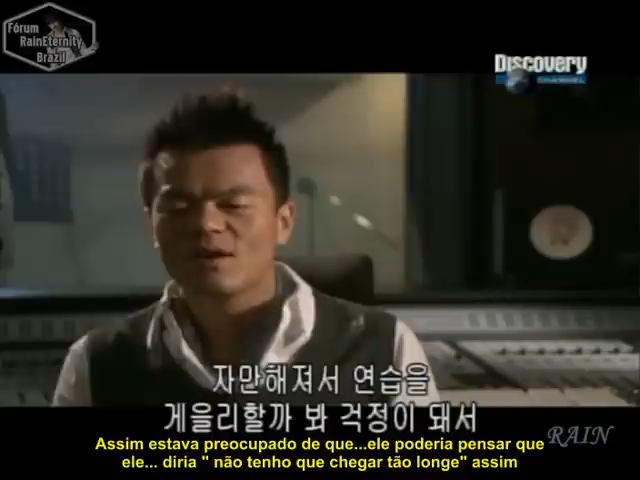 Fórum
RainEternity
Brazil
Discovery
CHANNEL
자만해져서 연습을
게을리할까 봐 걱정이 돼서
RAIN
Assim estava preocupado de que...ele poderia pensar que
ele... diria " não tenho que chegar tão longe" assim